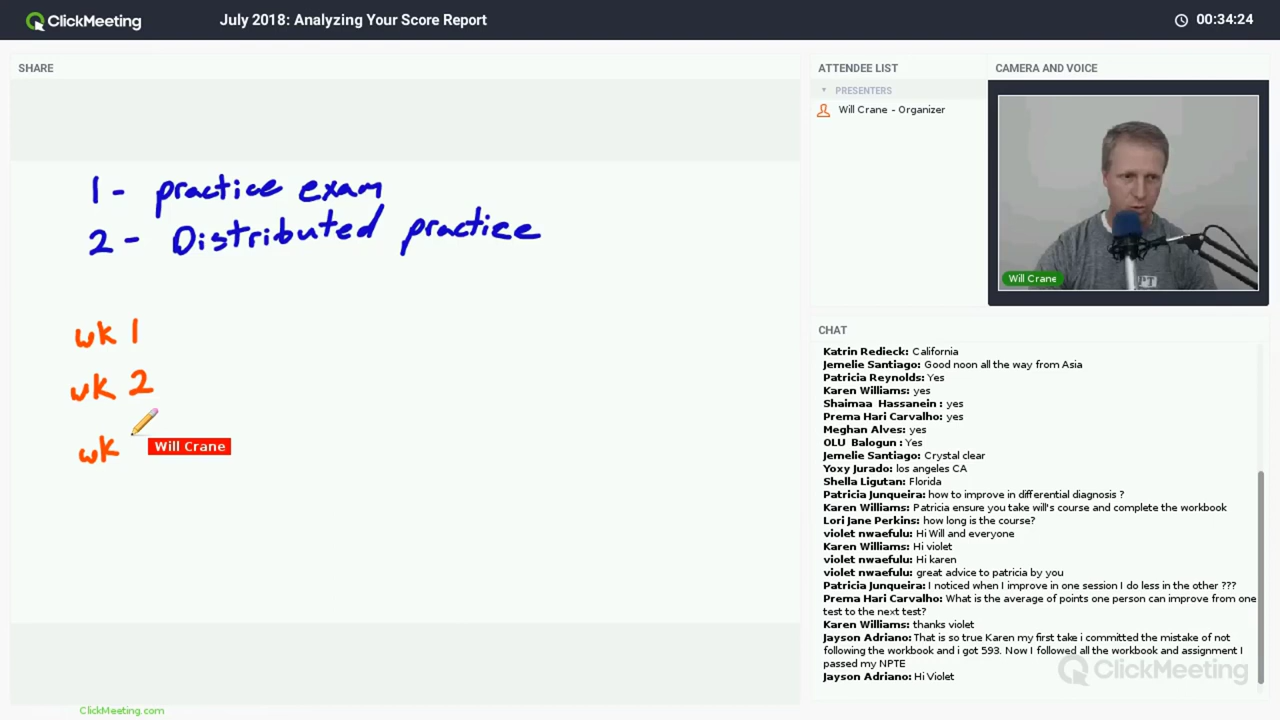 ClickMeeting
July 2018: Analyzing Your Score Report
00:34:24
SHARE
1 - practice exam
2 - Distributed practice
wk 1
wk 2
wk
Will Crane
ClickMeeting.com
ATTENDEE LIST
PRESENTERS
Will Crane - Organizer
CAMERA AND VOICE
Will Crane
CHAT
Katrin Redieck: California
Jemelie Santiago: Good noon all the way from Asia
Patricia Reynolds: Yes
Karen Williams: yes
Shaimaa Hassanein : yes
Prema Hari Carvalho: yes
Meghan Alves: yes
OLU Balogun : Yes
Jemelie Santiago: Crystal clear
Yoxy Jurado: los angeles CA
Shella Ligutan: Florida
Patricia Junqueira: how to improve in differential diagnosis ?
Karen Williams: Patricia ensure you take will's course and complete the workbook
Lori Jane Perkins: how long is the course?
violet nwaefulu: Hi Will and everyone
Karen Williams: Hi violet
violet nwaefulu: Hi karen
violet nwaefulu: great advice to patricia by you
Patricia Junqueira: I noticed when I improve in one session I do less in the other ???
Prema Hari Carvalho: What is the average of points one person can improve from one
test to the next test?
Karen Williams: thanks violet
Jayson Adriano: That is so true Karen my first take i committed the mistake of not
following the workbook and i got 593. Now I followed all the workbook and assignment I
passed my NPTE
Jayson Adriano: Hi Violet
ClickMeeting